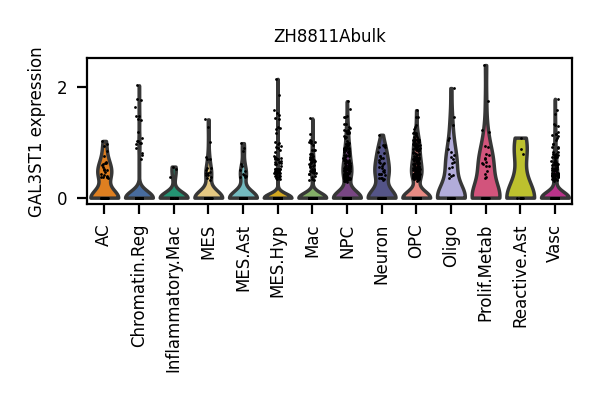 ZH8811Abulk
GAL3ST1 expression
2
0
AC
Chromatin.Reg
Inflammatory.Mac
MES
MES.Ast
MES.Hyp
Mac
NPC
Neuron
OPC
Oligo
Prolif.Metab
Reactive.Ast
Vasc